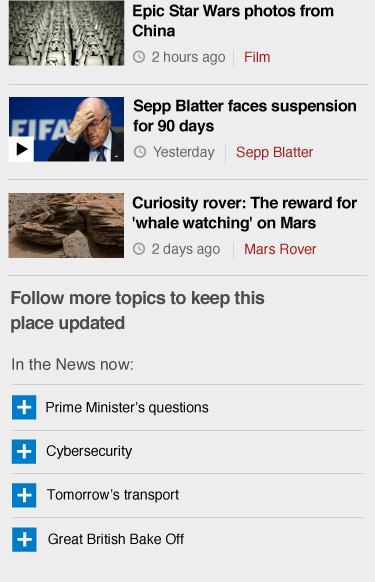 Epic Star Wars photos from
China
2 hours ago
Film
FIFA
Sepp Blatter faces suspension
for 90 days
Yesterday
Sepp Blatter
Curiosity rover: The reward for
'whale watching' on Mars
2 days ago
Mars Rover
Follow more topics to keep this
place updated
In the News now:
Prime Minister's questions
Cybersecurity
Tomorrow's transport
Great British Bake Off